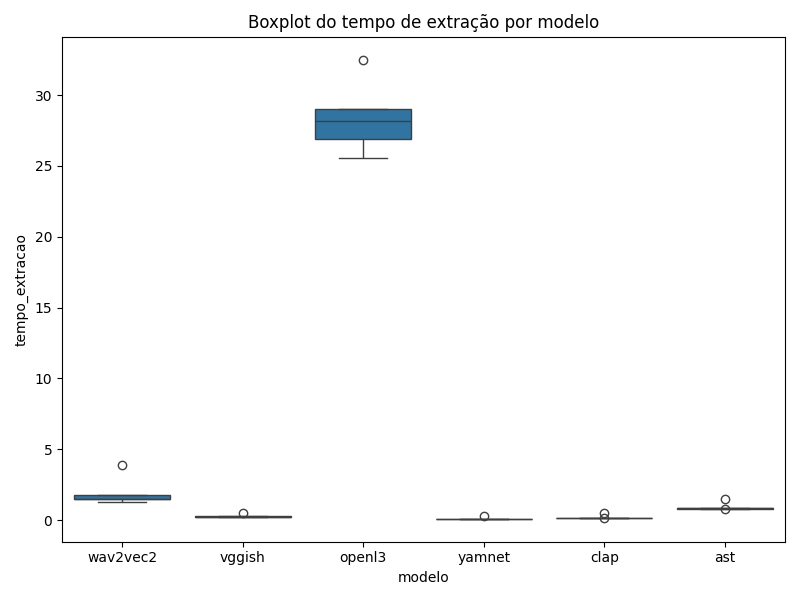 Boxplot do tempo de extração por modelo
tempo_extracao
30
25
20
15
10
5
0
wav2vec2 vggish openl3 yamnet clap ast
modelo